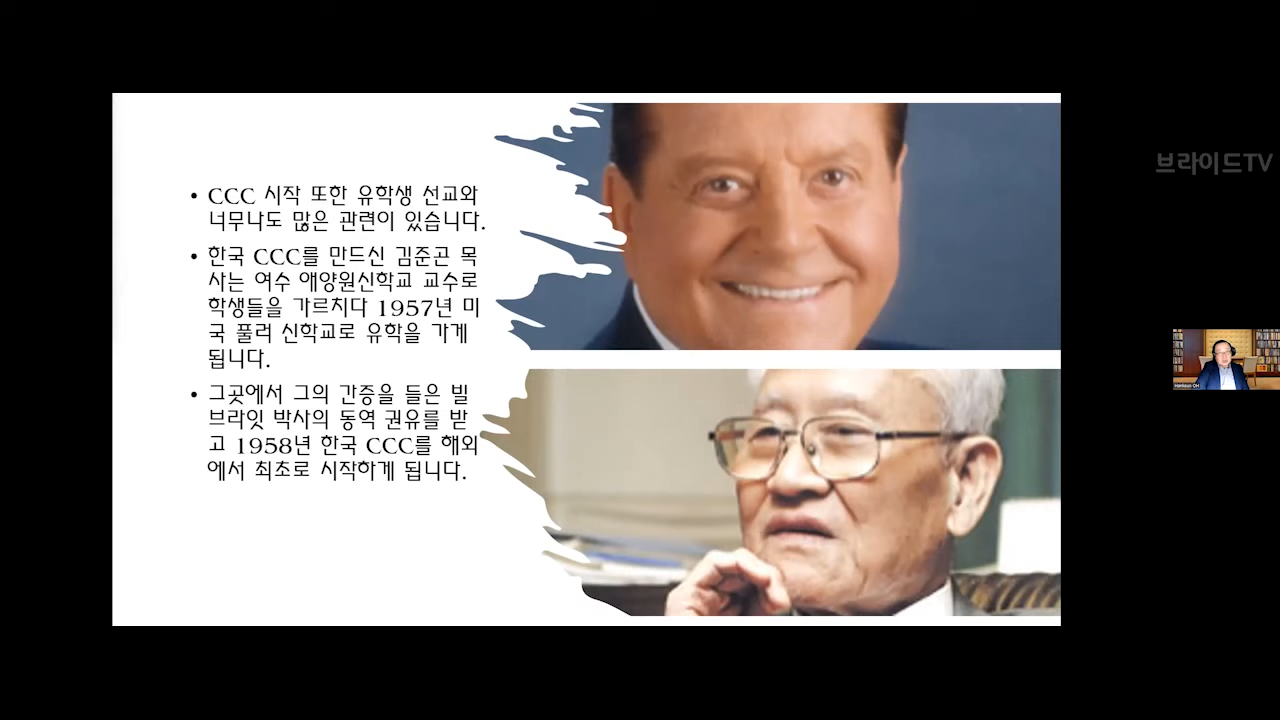 브라이드TV
• CCC 시작 또한 유학생 선교와
너무나도 많은 관련이 있습니다.
• 한국 CCC를 만드신 김준곤 목
사는 여수 애양원신학교 교수로
학생들을 가르치다 1957년 미
국 풀러 신학교로 유학을 가게
됩니다.
• 그곳에서 그의 간증을 들은 빌
브라잇 박사의 동역 권유를 받
고 1958년 한국 CCC를 해외
에서 최초로 시작하게 됩니다.
Hankeun OH